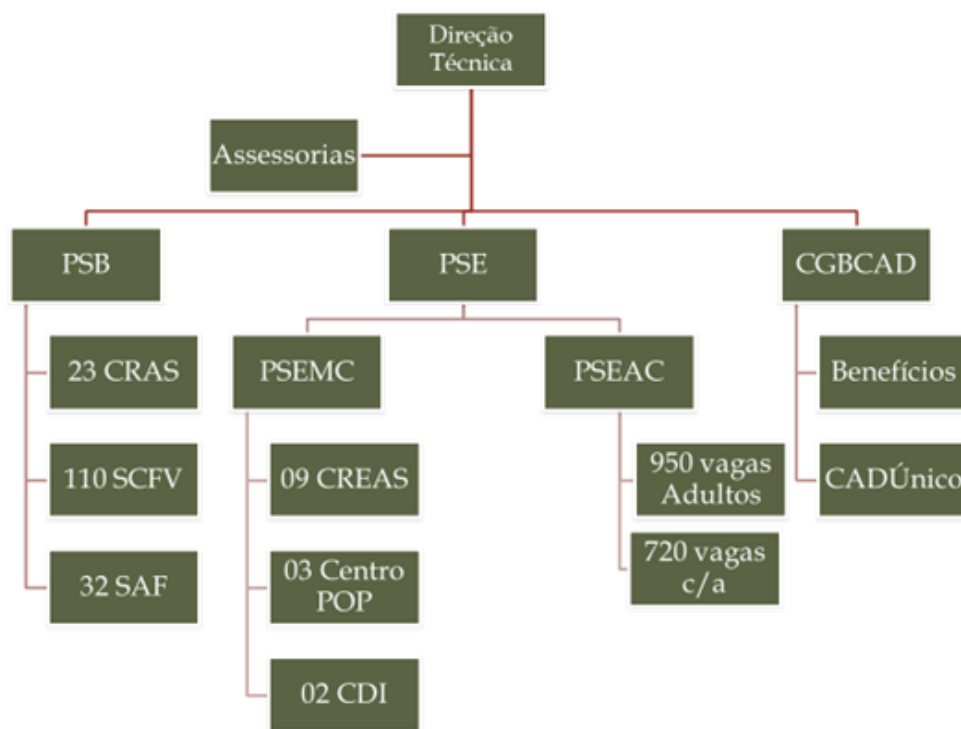 Direção
Técnica
Assessorias
PSB
PSE
CGBCAD
23 CRAS
PSEMC
PSEAC
Benefícios
110 SCFV
09 CREAS
950 vagas
Adultos
CADÚnico
32 SAF
03 Centro
POP
720 vagas
c/a
02 CDI